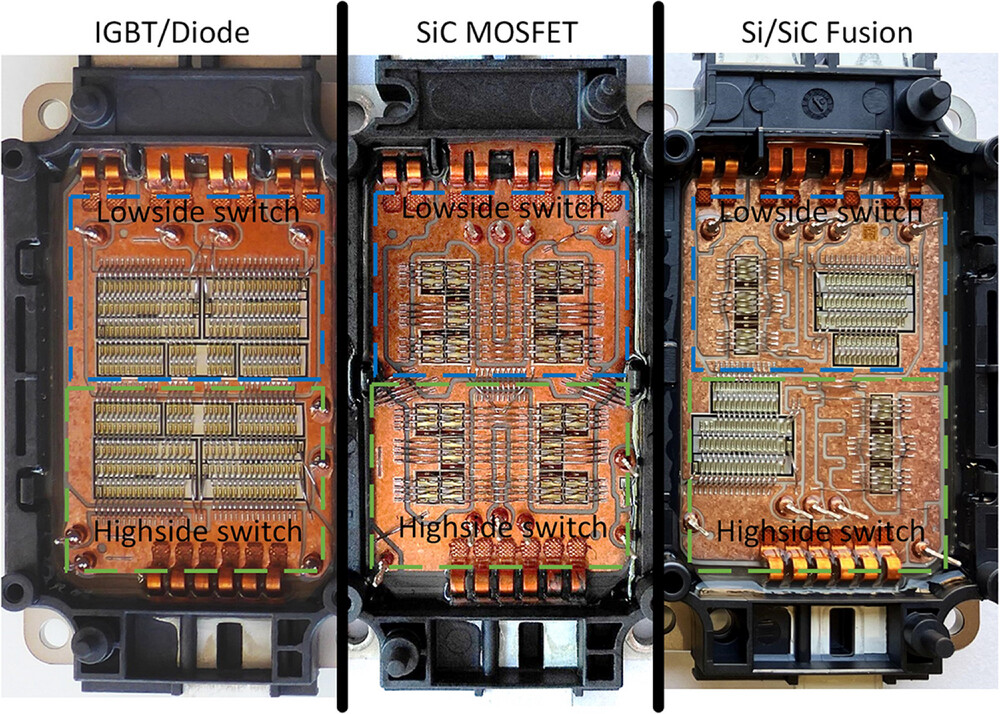 IGBT/Diode
SiC MOSFET
Si/SiC Fusion
Lowside switch
Lowside switch
Lowside switch
Highside switch
Highside switch
Highside switch